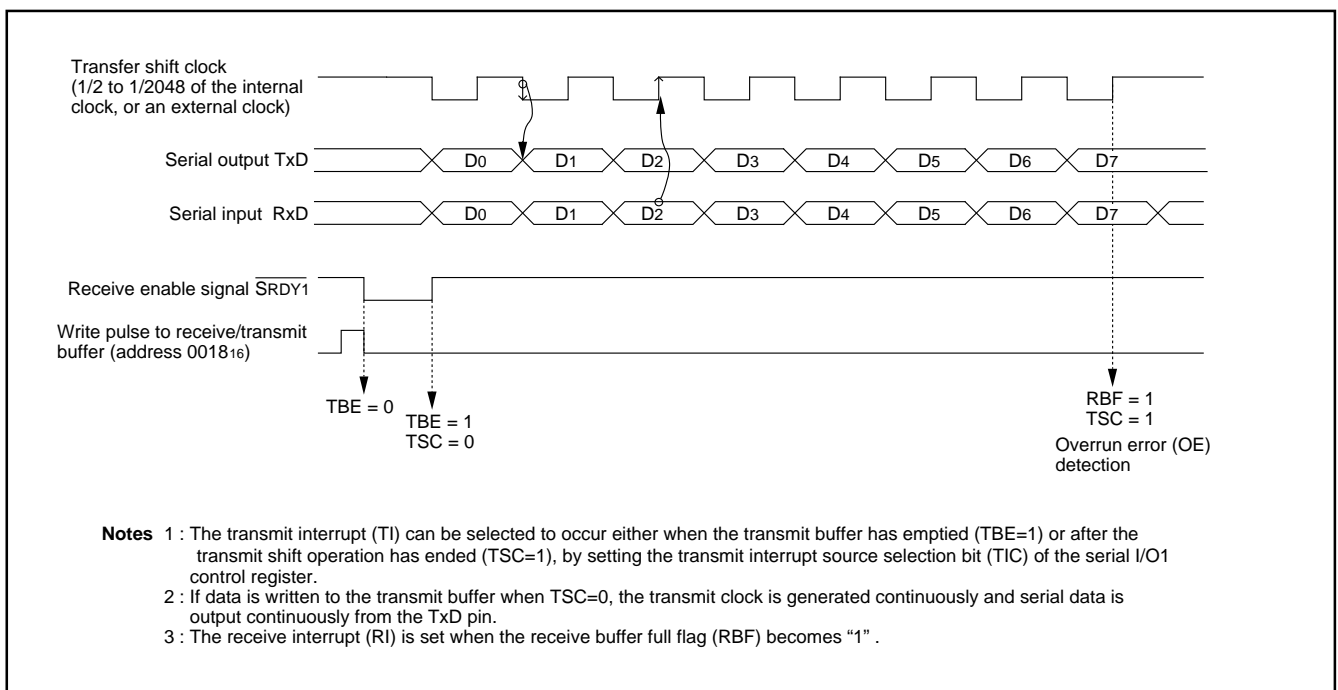 Transfer shift clock
(1/2 to 1/2048 of the internal
clock, or an external clock)
Serial output TxD
D0 D1 D2 D3 D4 D5 D6 D7
Serial input RxD
D0 D1 D2 D3 D4 D5 D6 D7
Receive enable signal SRDY1
Write pulse to receive/transmit
buffer (address 001816)
TBE = 0
TBE = 1
TSC = 0
RBF = 1
TSC = 1
Overrun error (OE)
detection
Notes 1 : The transmit interrupt (TI) can be selected to occur either when the transmit buffer has emptied (TBE=1) or after the
transmit shift operation has ended (TSC=1), by setting the transmit interrupt source selection bit (TIC) of the serial I/O1
control register.
2 : If data is written to the transmit buffer when TSC=0, the transmit clock is generated continuously and serial data is
output continuously from the TxD pin.
3 : The receive interrupt (RI) is set when the receive buffer full flag (RBF) becomes “1” .